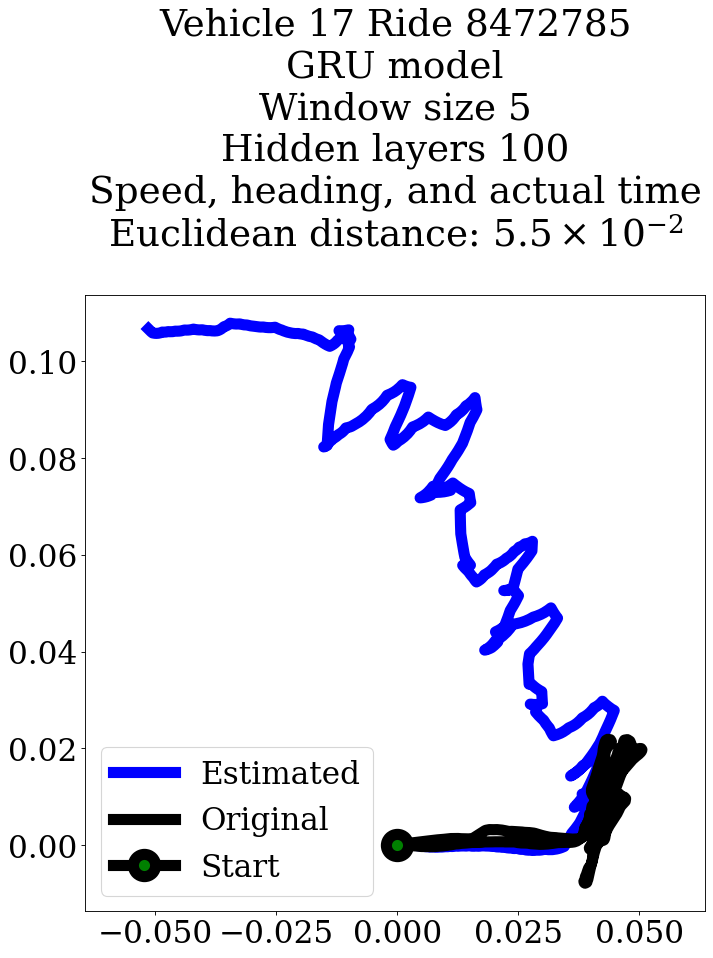 Vehicle 17 Ride 8472785
GRU model
Window size 5
Hidden layers 100
Speed, heading, and actual time
Euclidean distance: 5.5 × 10⁻²
0.10
0.08
0.06
0.04
0.02
0.00
Estimated
Original
Start
−0.050 −0.025 0.000 0.025 0.050